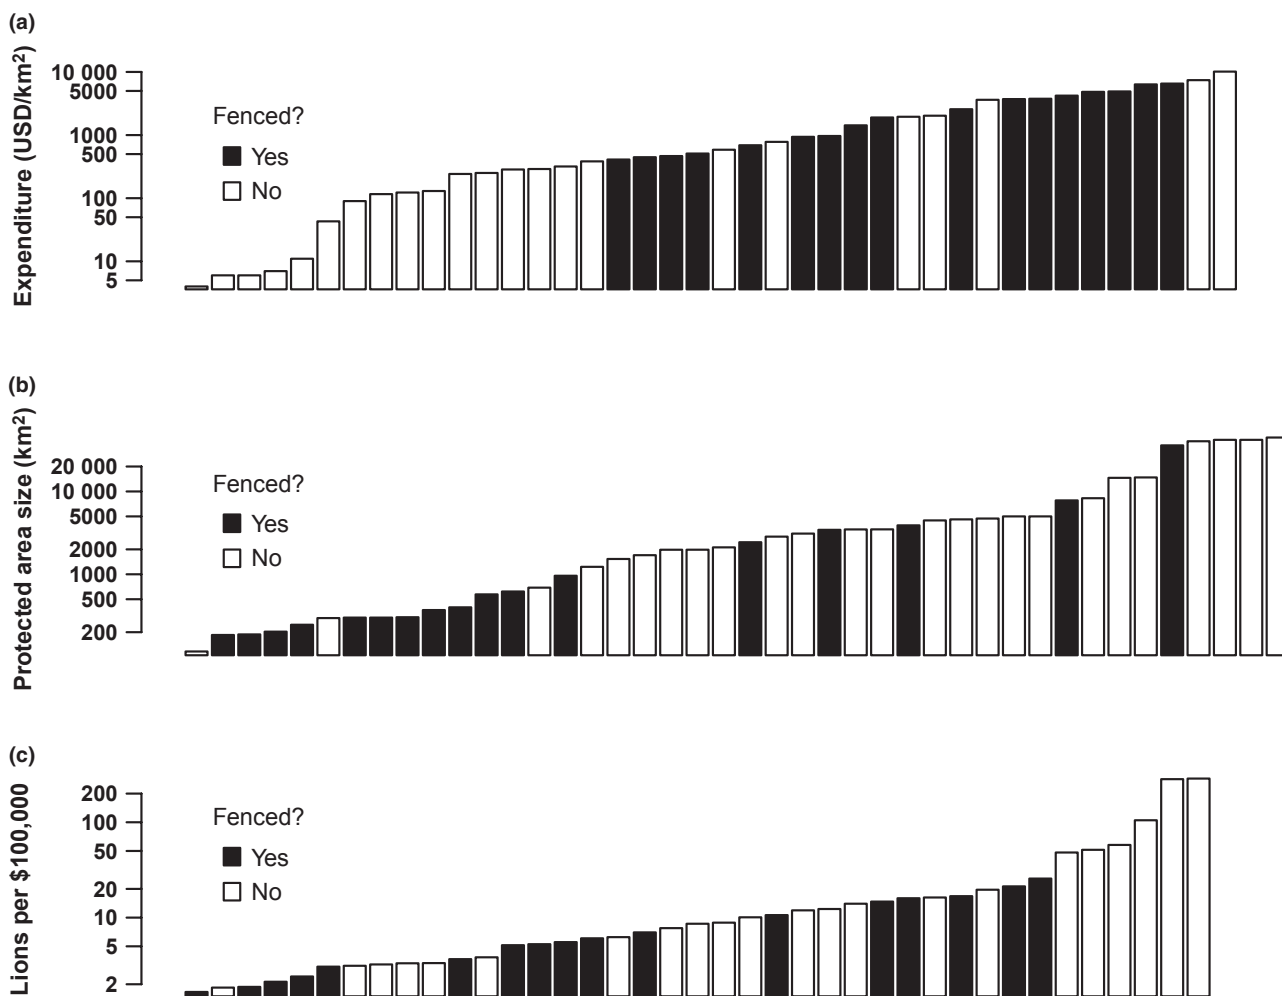 (a)
Expenditure (USD/km²)
10 000
5000
1000
500
100
50
10
5
Fenced?
Yes
No
(b)
Protected area size (km²)
20 000
10 000
5000
2000
1000
500
200
Fenced?
Yes
No
(c)
Lions per $100,000
200
100
50
20
10
5
2
Fenced?
Yes
No